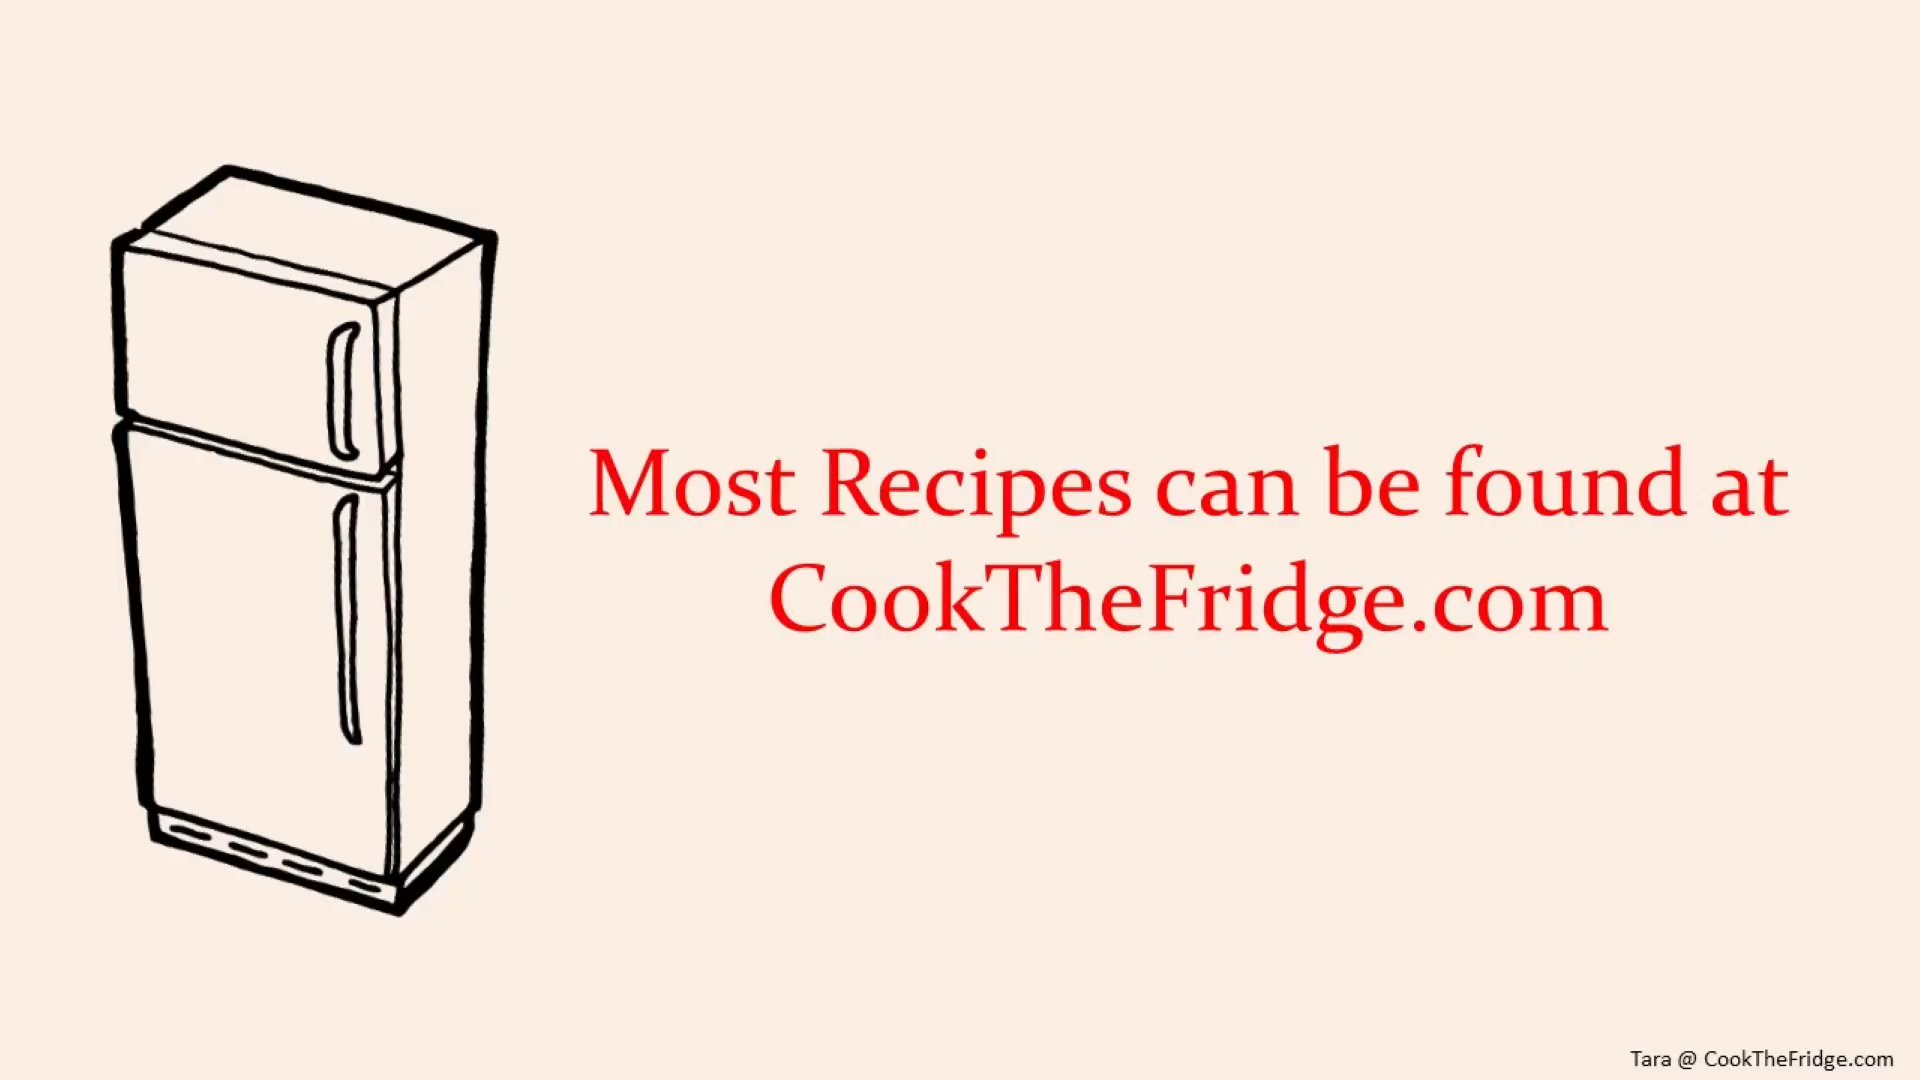 Most Recipes can be found at
CookTheFridge.com
Tara @ CookTheFridge.com